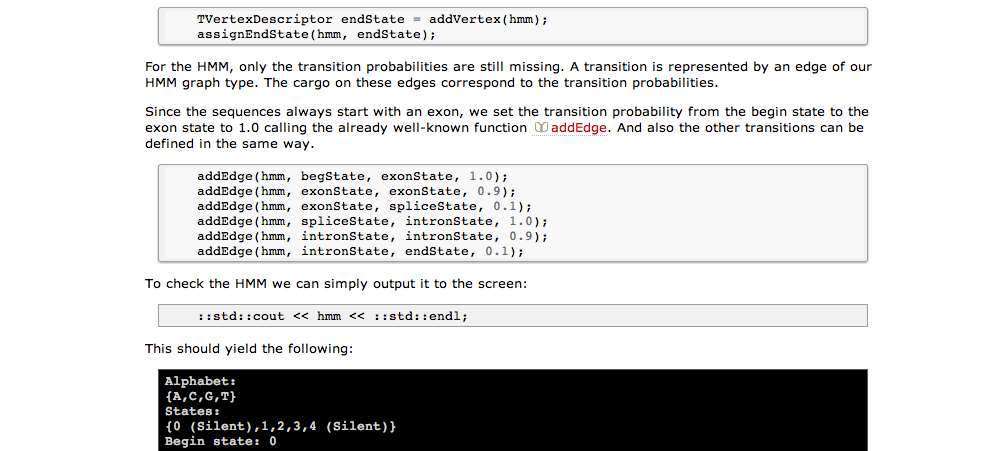 TVertexDescriptor endState = addVertex(hmm);
assignEndState(hmm, endState);
For the HMM, only the transition probabilities are still missing. A transition is represented by an edge of our
HMM graph type. The cargo on these edges correspond to the transition probabilities.
Since the sequences always start with an exon, we set the transition probability from the begin state to the
exon state to 1.0 calling the already well-known function addEdge. And also the other transitions can be
defined in the same way.
addEdge(hmm, begState, exonState, 1.0);
addEdge(hmm, exonState, exonState, 0.9);
addEdge(hmm, exonState, spliceState, 0.1);
addEdge(hmm, spliceState, intronState, 1.0);
addEdge(hmm, intronState, intronState, 0.9);
addEdge(hmm, intronState, endState, 0.1);
To check the HMM we can simply output it to the screen:
::std::cout << hmm << ::std::endl;
This should yield the following:
Alphabet:
{A,C,G,T}
States:
{0 (Silent),1,2,3,4 (Silent)}
Begin state: 0